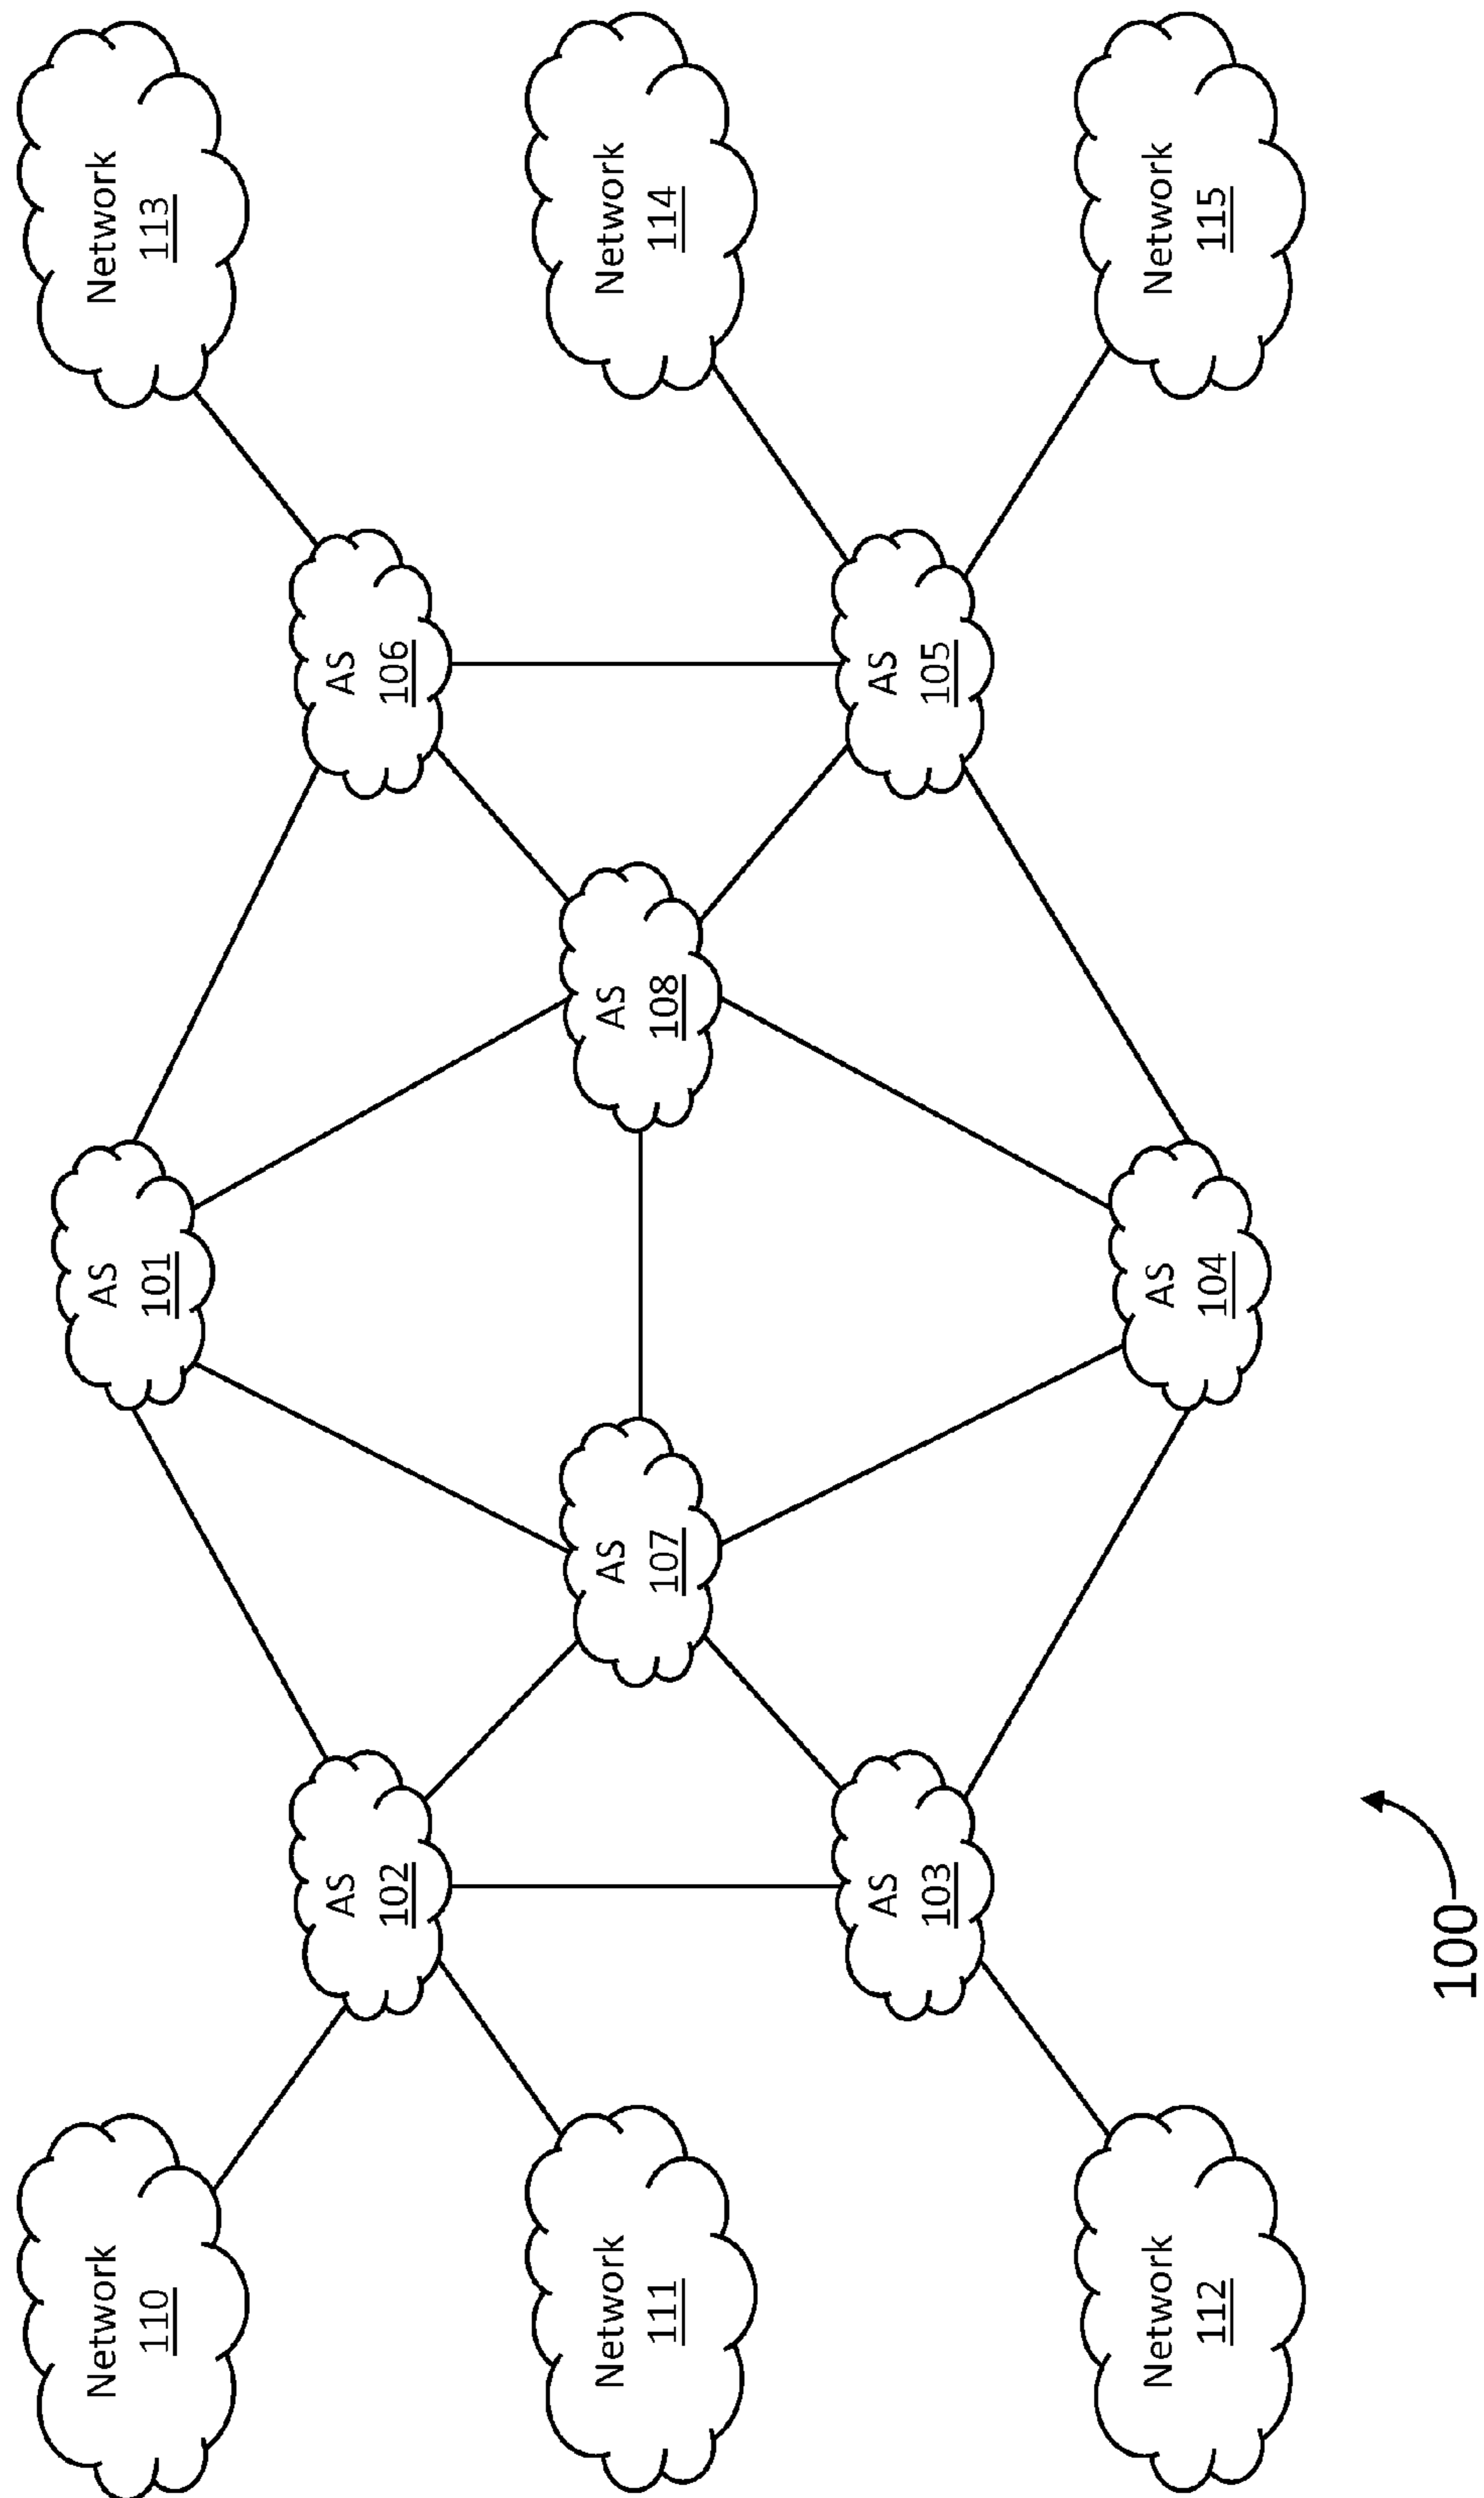 Network
110
Network
111
Network
112
AS
102
AS
103
AS
101
AS
107
AS
104
AS
108
AS
106
AS
105
Network
113
Network
114
Network
115
100